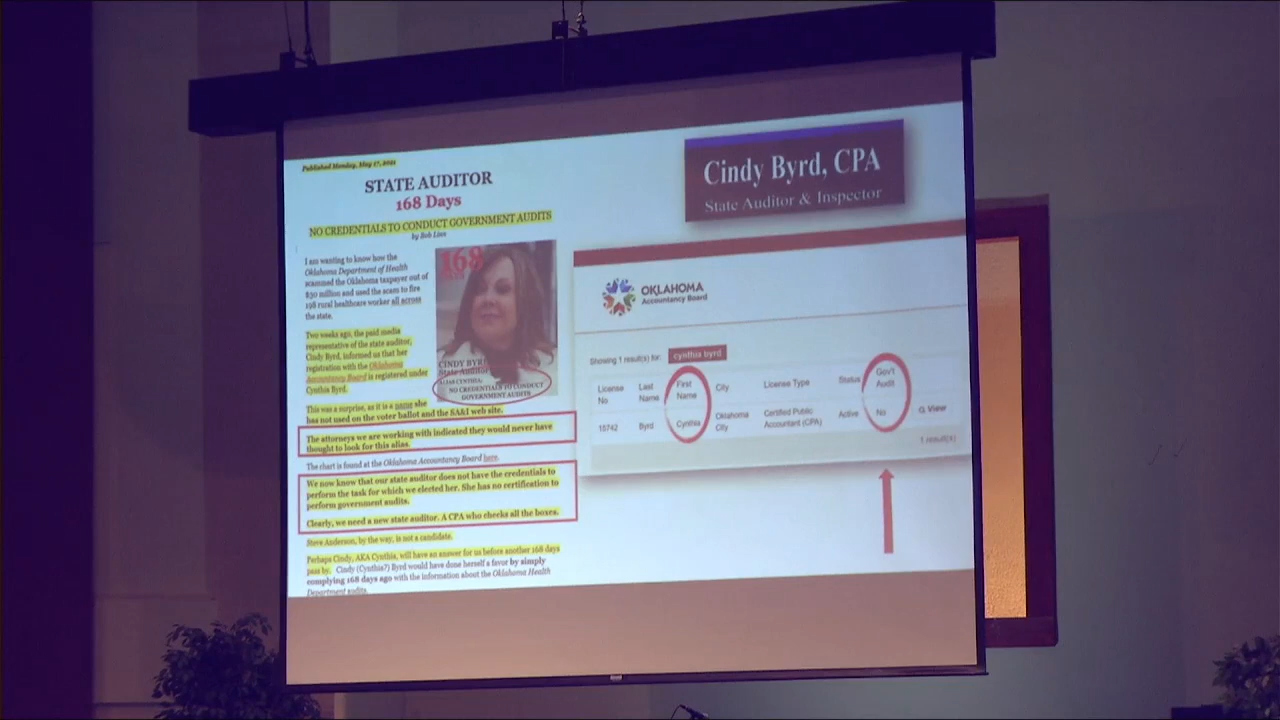 Published Monday, May 17, 2021
STATE AUDITOR
168 Days
NO CREDENTIALS TO CONDUCT GOVERNMENT AUDITS
by Bob Linn
I am wanting to know how the
Oklahoma Department of Health
scammed the Oklahoma taxpayer out of
$30 million and used the scam to fire
198 rural healthcare worker all across
the state.
Two weeks ago, the paid media
representative of the state auditor,
Cindy Byrd, informed us that her
registration with the Oklahoma
Accountancy Board is registered under
Cynthia Byrd.
168
CINDY BYRD
State Auditor
ALIAS CYNTHIA:
NO CREDENTIALS TO CONDUCT
GOVERNMENT AUDITS
This was a surprise, as it is a name she
has not used on the voter ballot and the SA&I web site.
The attorneys we are working with indicated they would never have
thought to look for this alias.
The chart is found at the Oklahoma Accountancy Board here.
We now know that our state auditor does not have the credentials to
perform the task for which we elected her. She has no certification to
perform government audits.
Clearly, we need a new state auditor. A CPA who checks all the boxes.
Steve Anderson, by the way, is not a candidate.
Perhaps Cindy, AKA Cynthia, will have an answer for us before another 168 days
pass by. Cindy (Cynthia?) Byrd would have done herself a favor by simply
complying 168 days ago with the information about the Oklahoma Health
Department audits.
Cindy Byrd, CPA
State Auditor & Inspector
OKLAHOMA
Accountancy Board
Showing 1 result(s) for: cynthia byrd
License No Last Name First Name City License Type Status Gov't Audit
15742 Byrd Cynthia Oklahoma City Certified Public Accountant (CPA) Active No View
1 result(s)